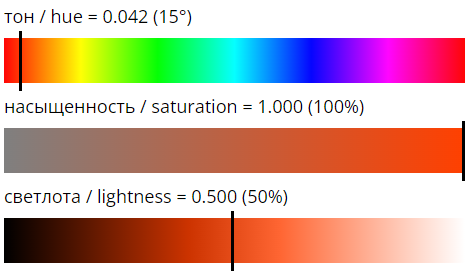 тон / hue = 0.042 (15°)
насыщенность / saturation = 1.000 (100%)
светлота / lightness = 0.500 (50%)